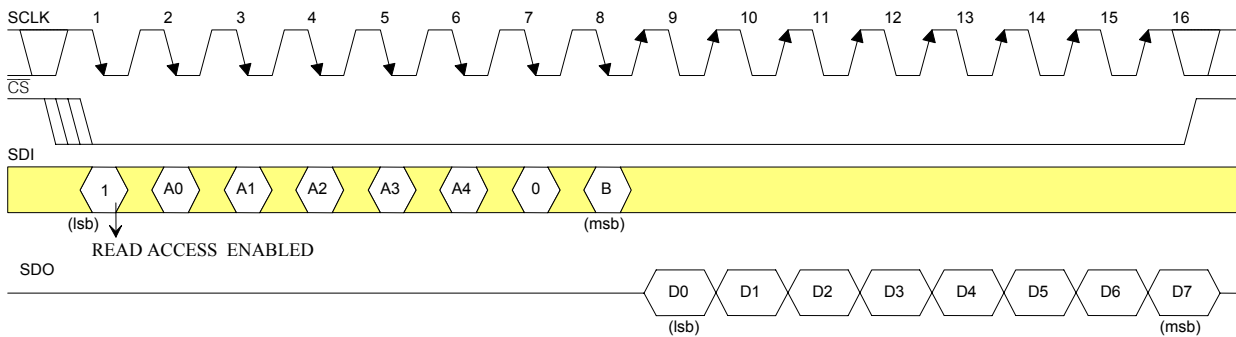 SCLK 1 2 3 4 5 6 7 8 9 10 11 12 13 14 15 16
CS
SDI
1 A0 A1 A2 A3 A4 0 B
(lsb) (msb)
READ ACCESS ENABLED
SDO
D0 D1 D2 D3 D4 D5 D6 D7
(lsb) (msb)